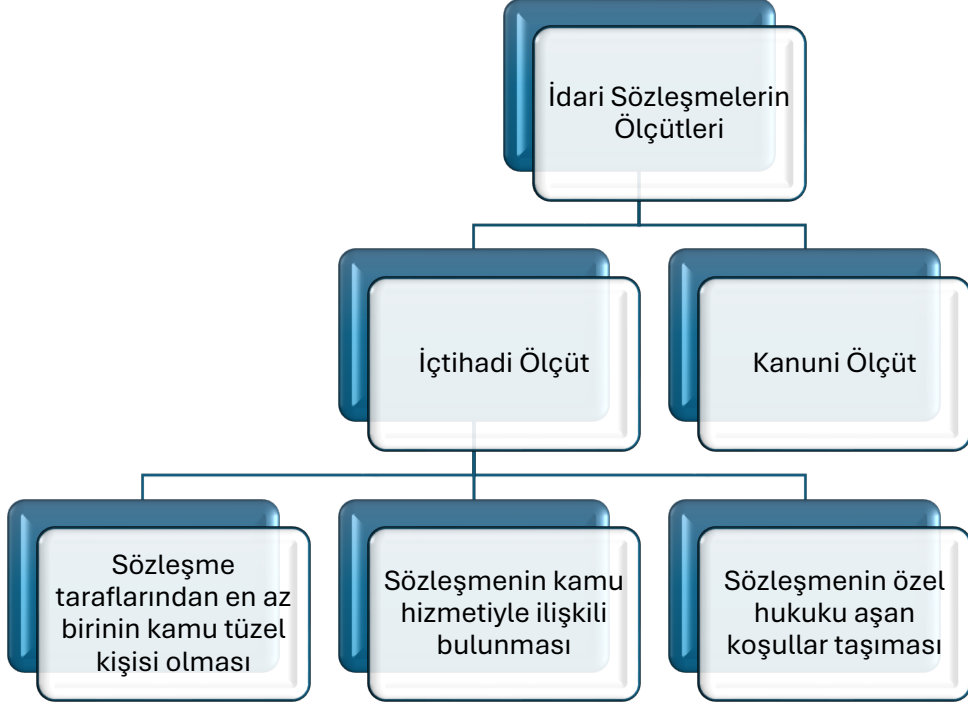 İdari Sözleşmelerin
Ölçütleri
İçtihadi Ölçüt
Kanuni Ölçüt
Sözleşme
taraflarından en az
birinin kamu tüzel
kişisi olması
Sözleşmenin kamu
hizmetiyle ilişkili
bulunması
Sözleşmenin özel
hukuku aşan
koşullar taşıması